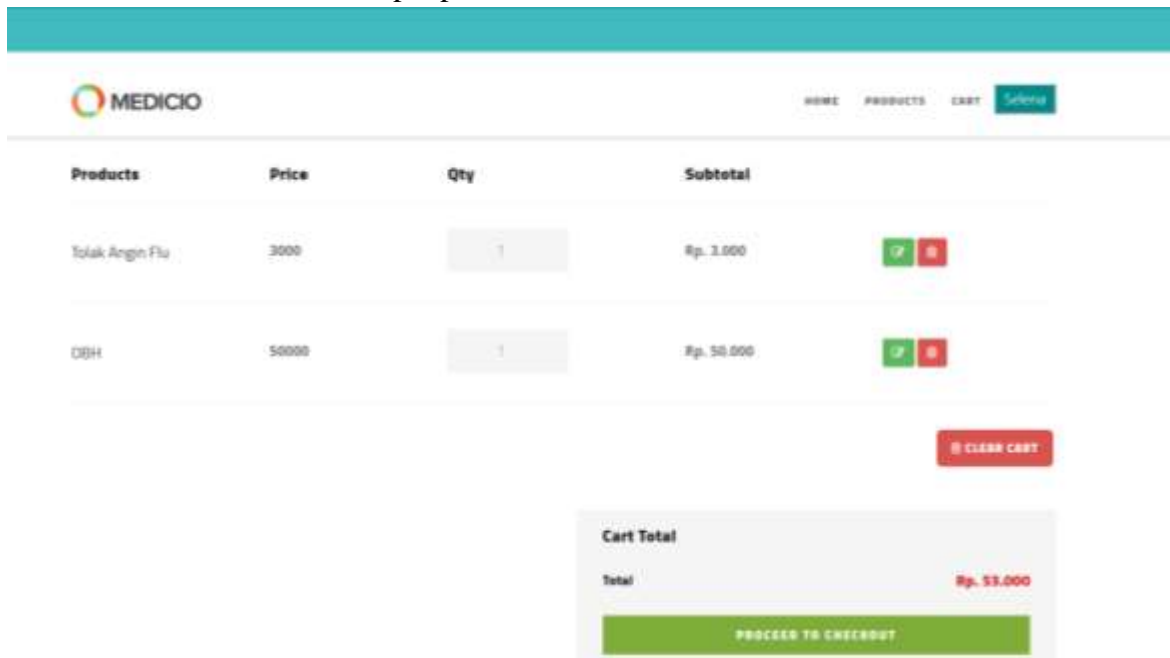 MEDICIO HOME PRODUCTS CART Selena
Products Price Qty Subtotal
Tolak Angin Flu 3000 1 Rp. 3.000
OBH 50000 1 Rp. 50.000
CLEAR CART
Cart Total
Total Rp. 53.000
PROCEED TO CHECKOUT